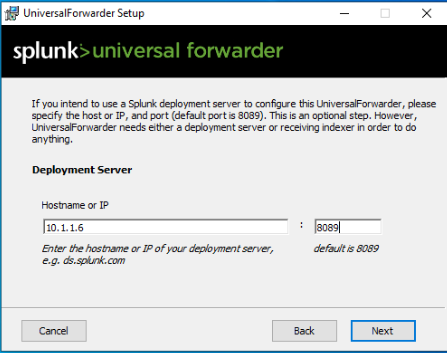 UniversalForwarder Setup
splunk>universal forwarder
If you intend to use a Splunk deployment server to configure this UniversalForwarder, please
specify the host or IP, and port (default port is 8089). This is an optional step. However,
UniversalForwarder needs either a deployment server or receiving indexer in order to do
anything.
Deployment Server
Hostname or IP
10.1.1.6 : 8089
Enter the hostname or IP of your deployment server, default is 8089
e.g. ds.splunk.com
Cancel Back Next